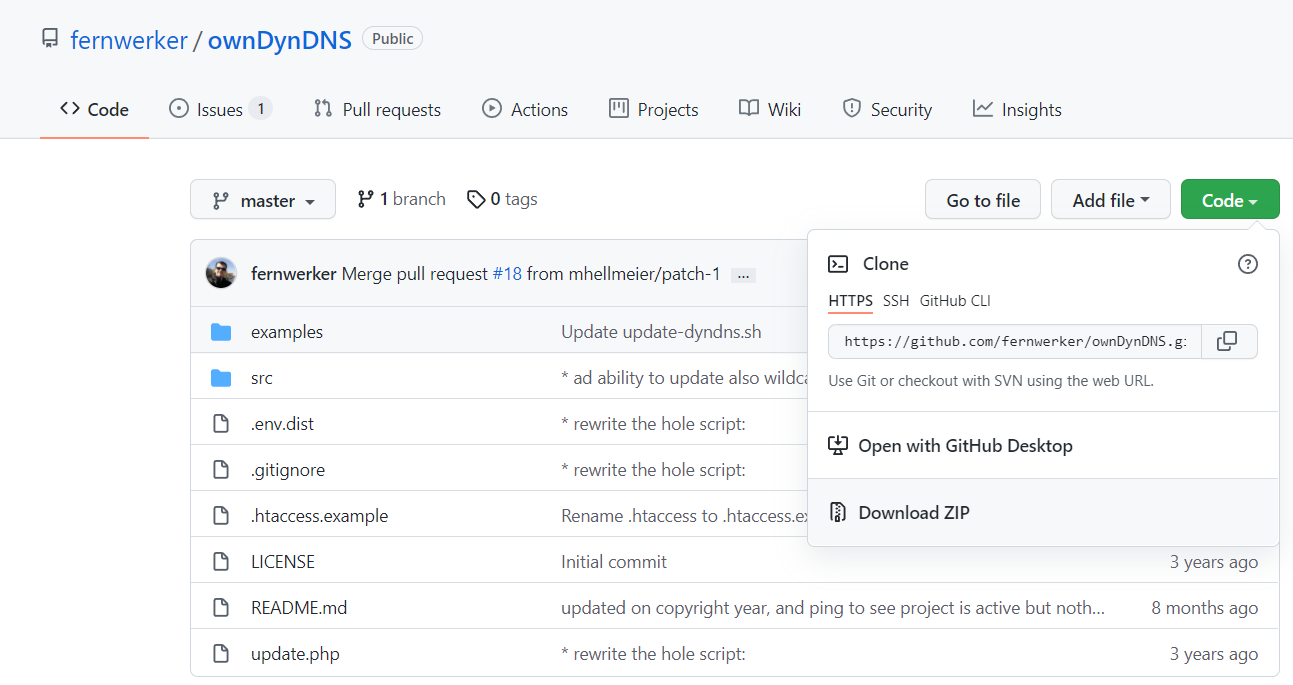 fernwerker / ownDynDNS Public
Code Issues 1 Pull requests Actions Projects Wiki Security Insights
master 1 branch 0 tags Go to file Add file Code
fernwerker Merge pull request #18 from mhellmeier/patch-1 ...
Clone
HTTPS SSH GitHub CLI
https://github.com/fernwerker/ownDynDNS.gi
Use Git or checkout with SVN using the web URL.
Open with GitHub Desktop
Download ZIP
examples Update update-dyndns.sh
src * ad ability to update also wildca
.env.dist * rewrite the hole script:
.gitignore * rewrite the hole script:
.htaccess.example Rename .htaccess to .htaccess.ex
LICENSE Initial commit 3 years ago
README.md updated on copyright year, and ping to see project is active but noth... 8 months ago
update.php * rewrite the hole script: 3 years ago